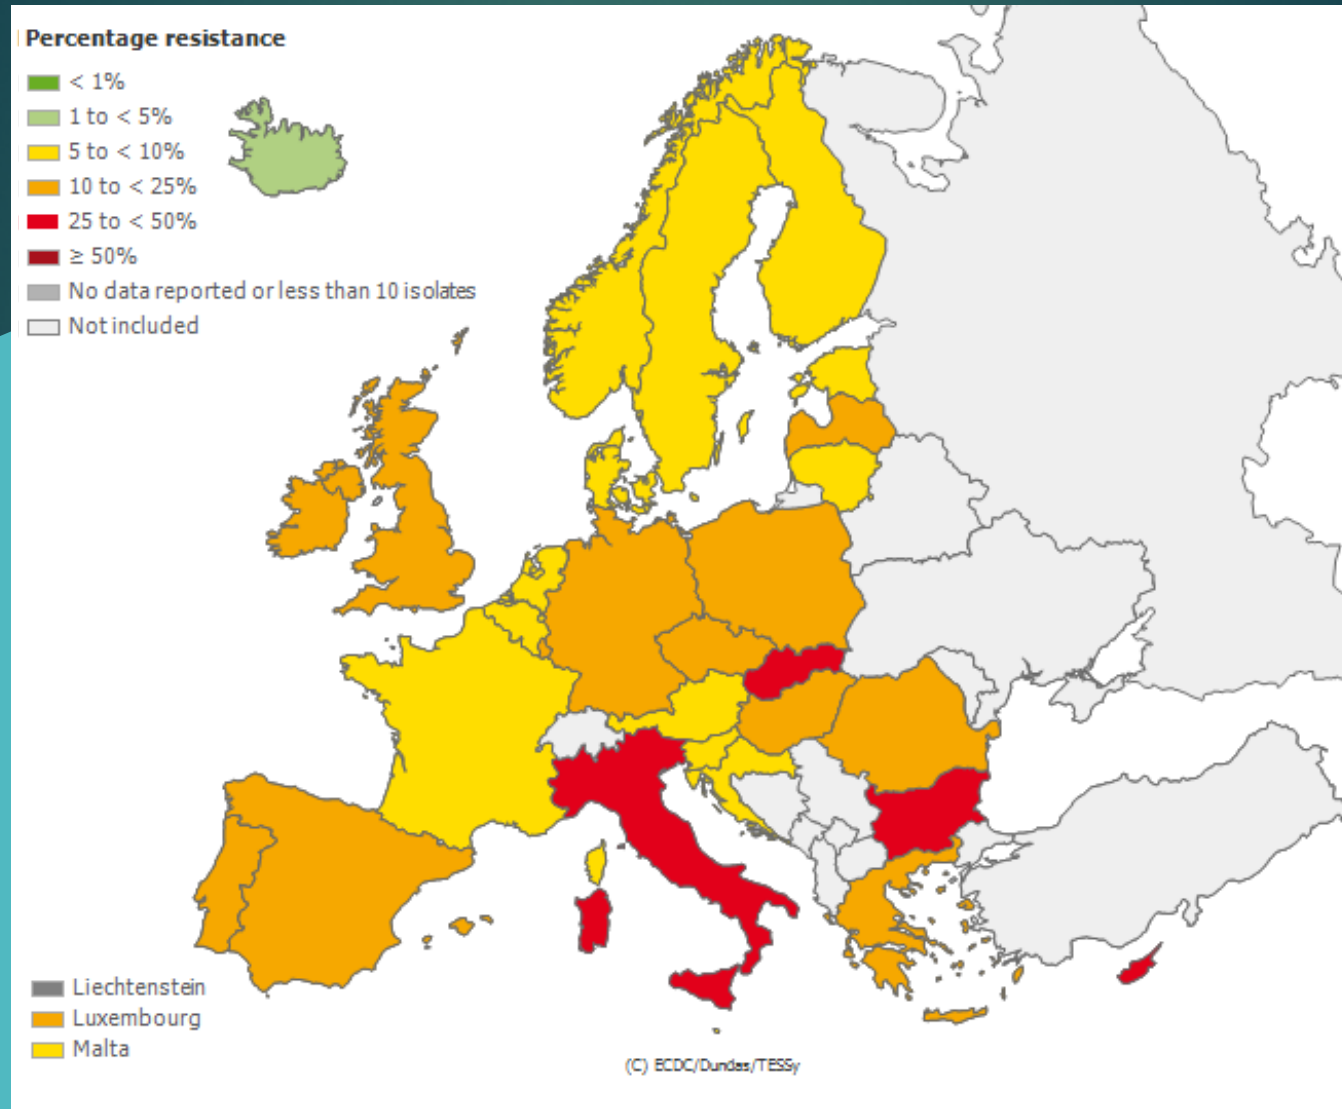 Percentage resistance
< 1%
1 to < 5%
5 to < 10%
10 to < 25%
25 to < 50%
≥ 50%
No data reported or less than 10 isolates
Not included
Liechtenstein
Luxembourg
Malta
(C) ECDC/Dundas/TESSy